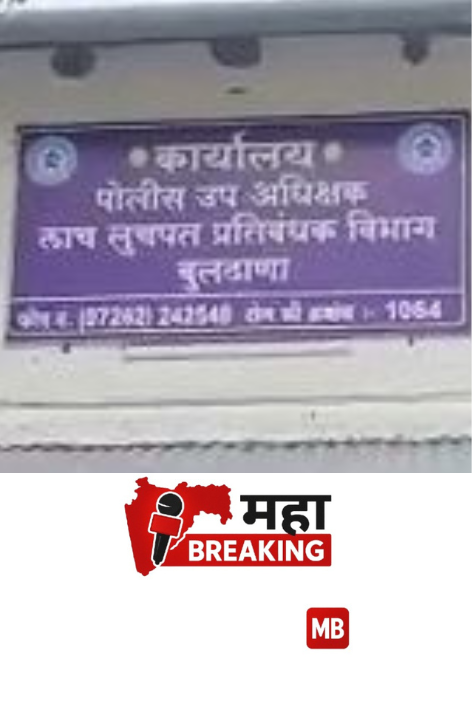 कार्यालय
पोलीस उप अधिक्षक
लाच लुचपत प्रतिबंधक विभाग
बुलढाणा
फोन नं. (07262) 242548 टोल फ्री क्रमांक :- 1064
महा
BREAKING
MB